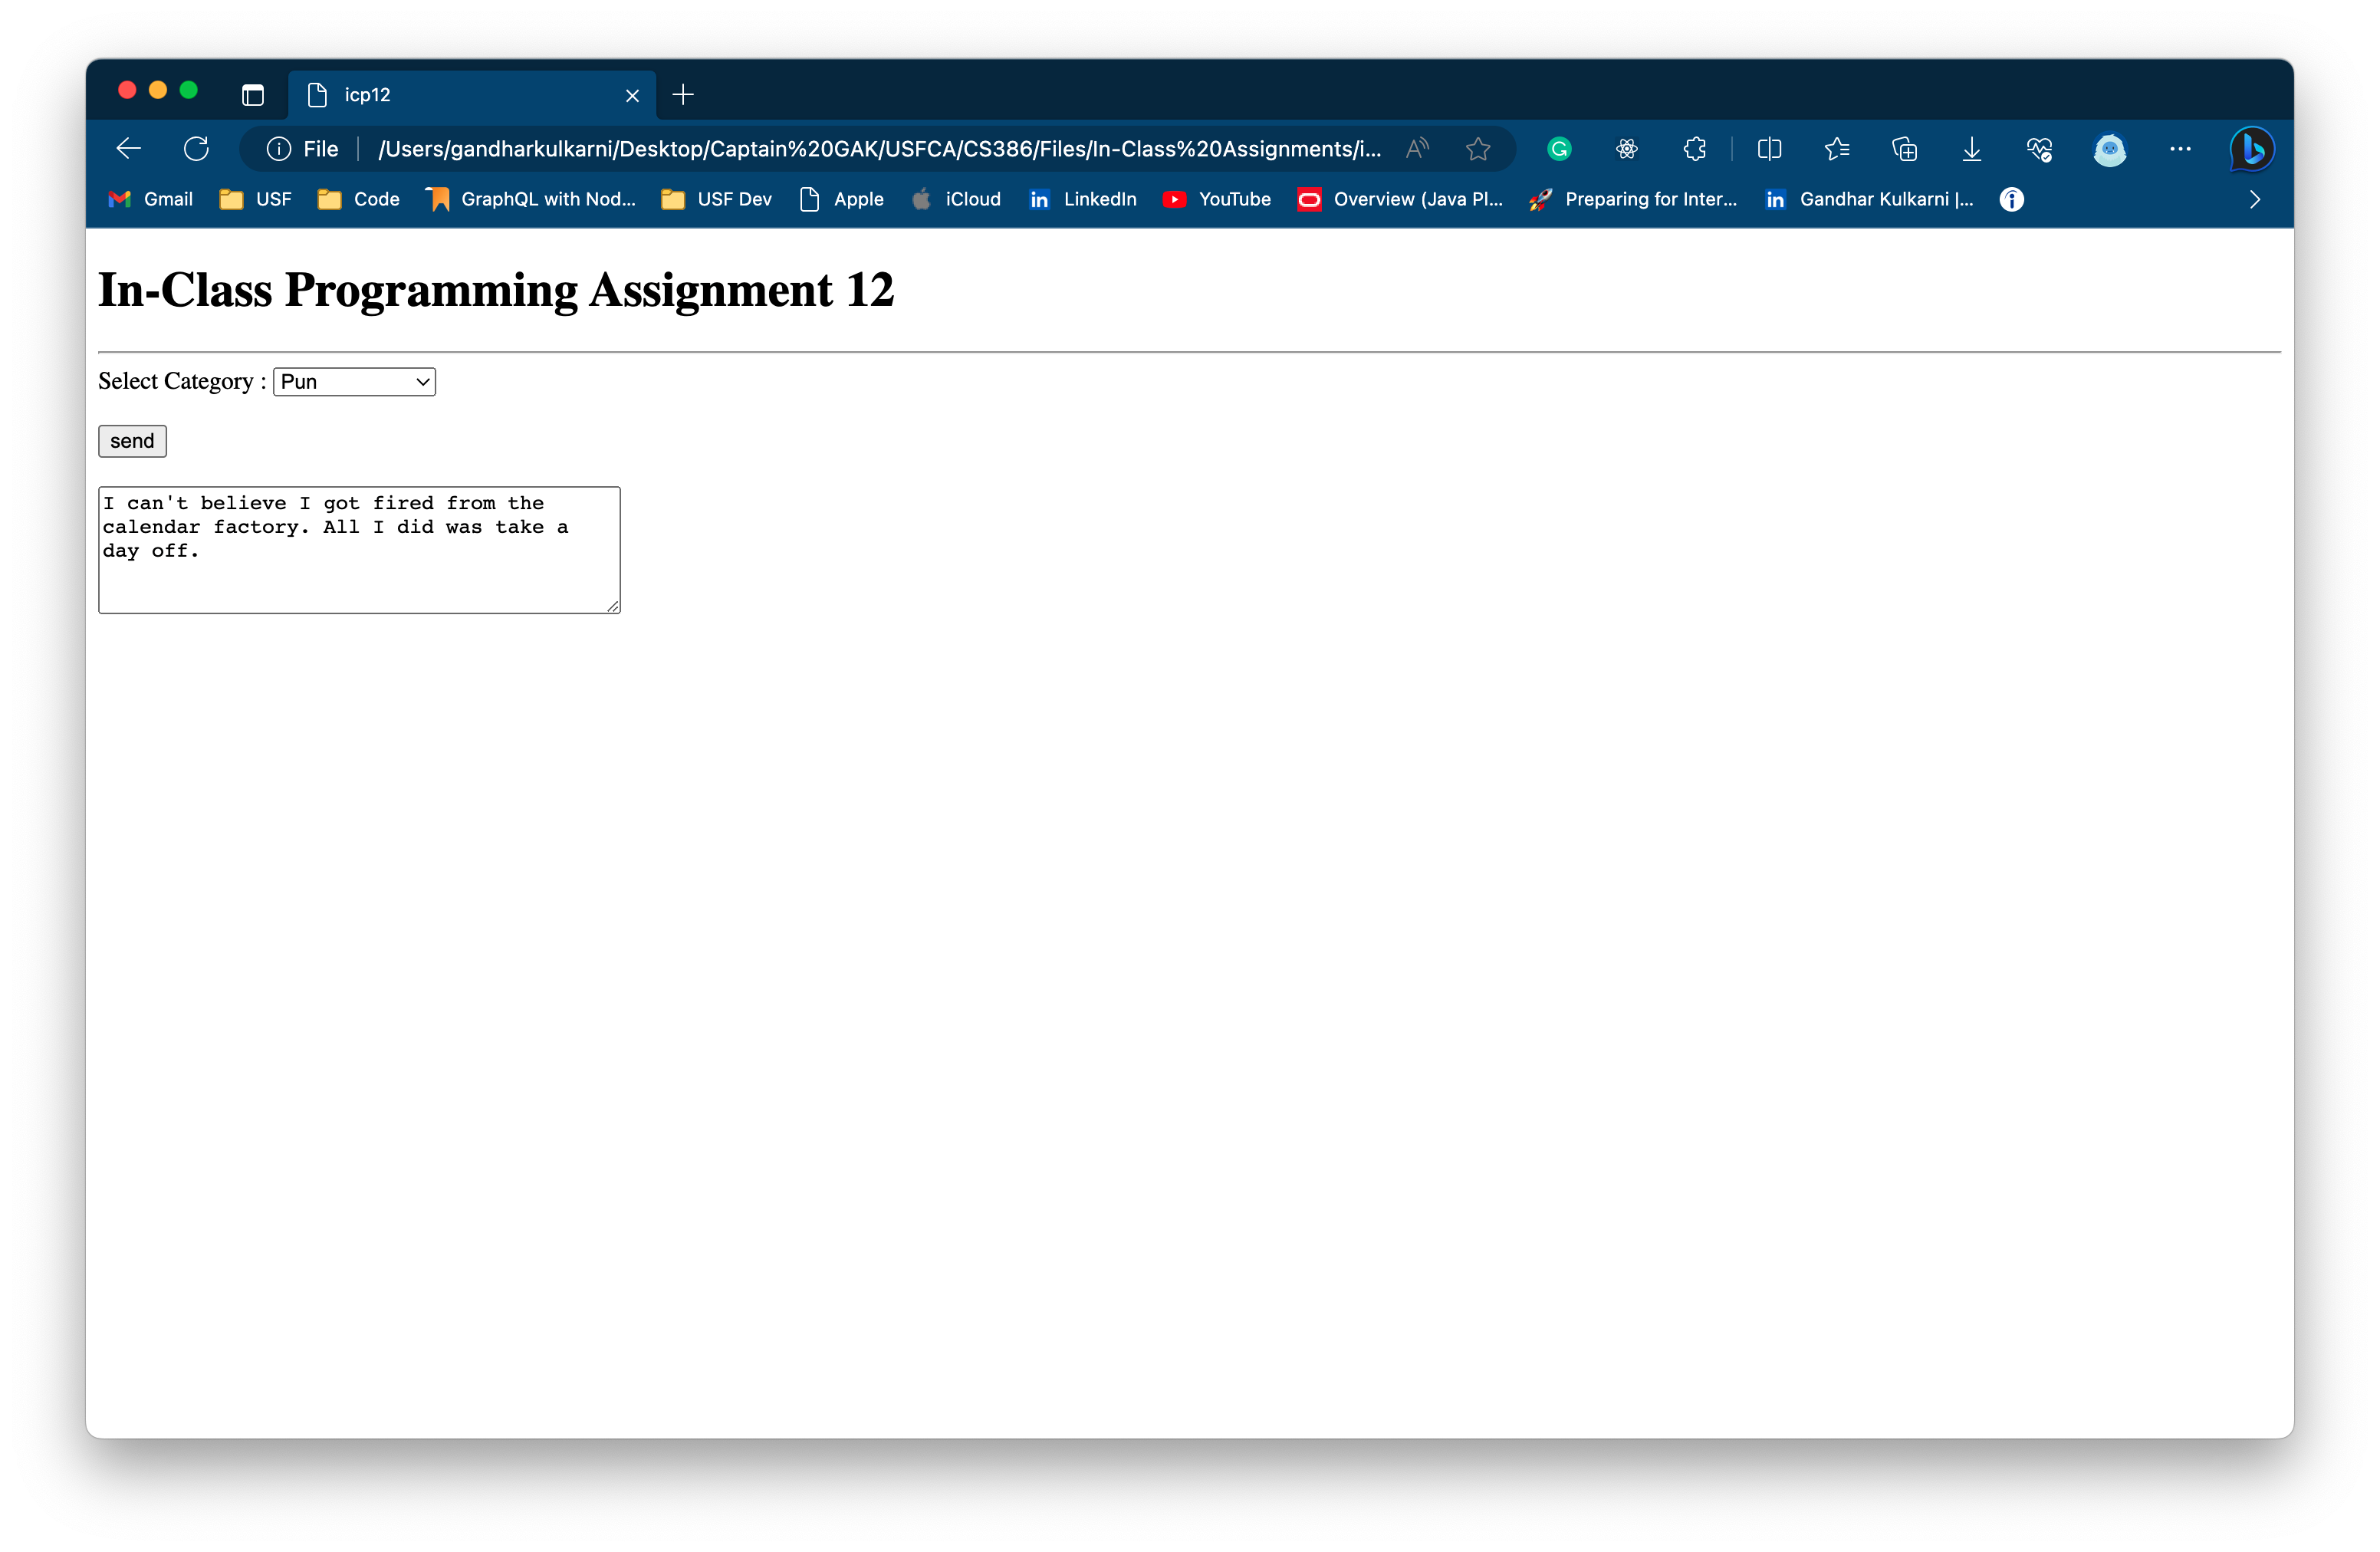 icp12
File /Users/gandharkulkarni/Desktop/Captain%20GAK/USFCA/CS386/Files/In-Class%20Assignments/i...
Gmail USF Code GraphQL with Nod... USF Dev Apple iCloud LinkedIn YouTube Overview (Java Pl... Preparing for Inter... Gandhar Kulkarni |...
In-Class Programming Assignment 12
Select Category : Pun
send
I can't believe I got fired from the
calendar factory. All I did was take a
day off.